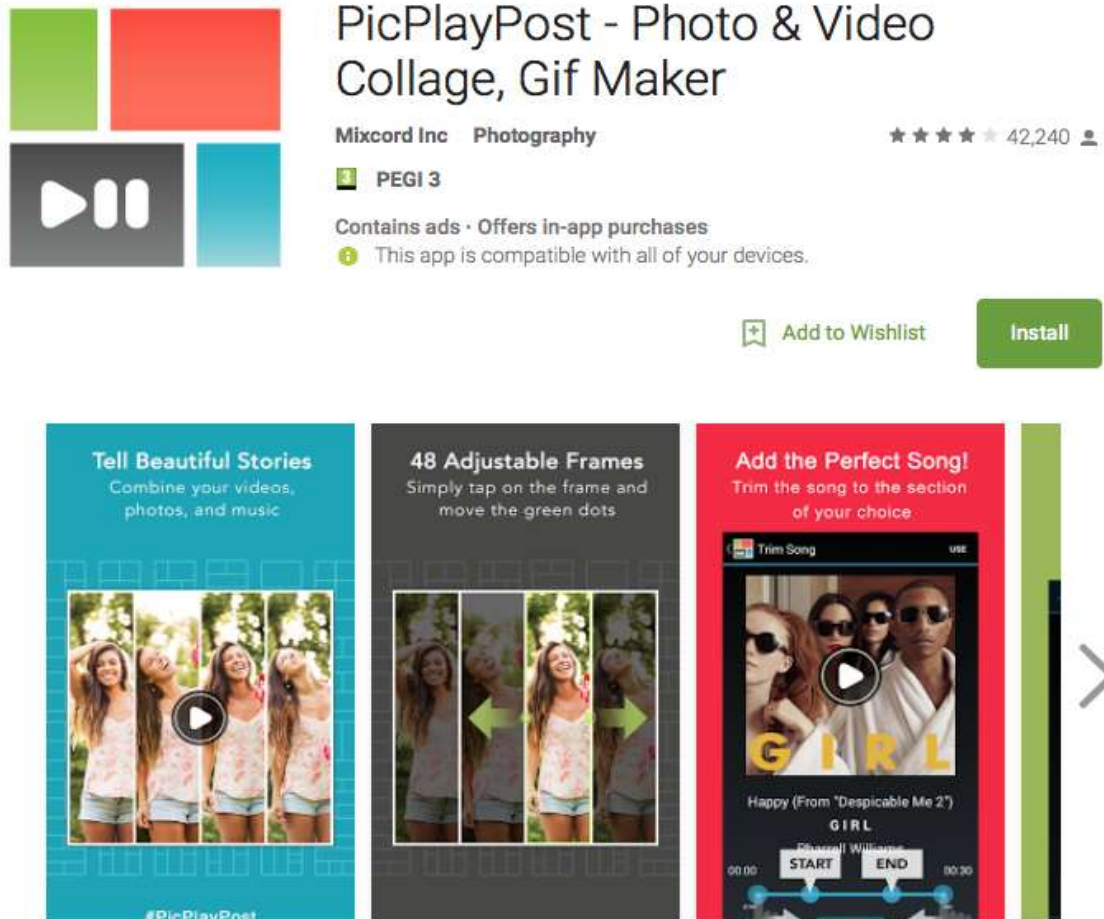 PicPlayPost - Photo & Video
Collage, Gif Maker
Mixcord Inc Photography
42,240
3 PEGI 3
Contains ads · Offers in-app purchases
This app is compatible with all of your devices.
Add to Wishlist
Install
Tell Beautiful Stories
Combine your videos,
photos, and music
#PicPlayPost
48 Adjustable Frames
Simply tap on the frame and
move the green dots
Add the Perfect Song!
Trim the song to the section
of your choice
Trim Song USE
GIRL
Happy (From "Despicable Me 2")
G I R L
Pharrell Williams
START END
00:00 00:30